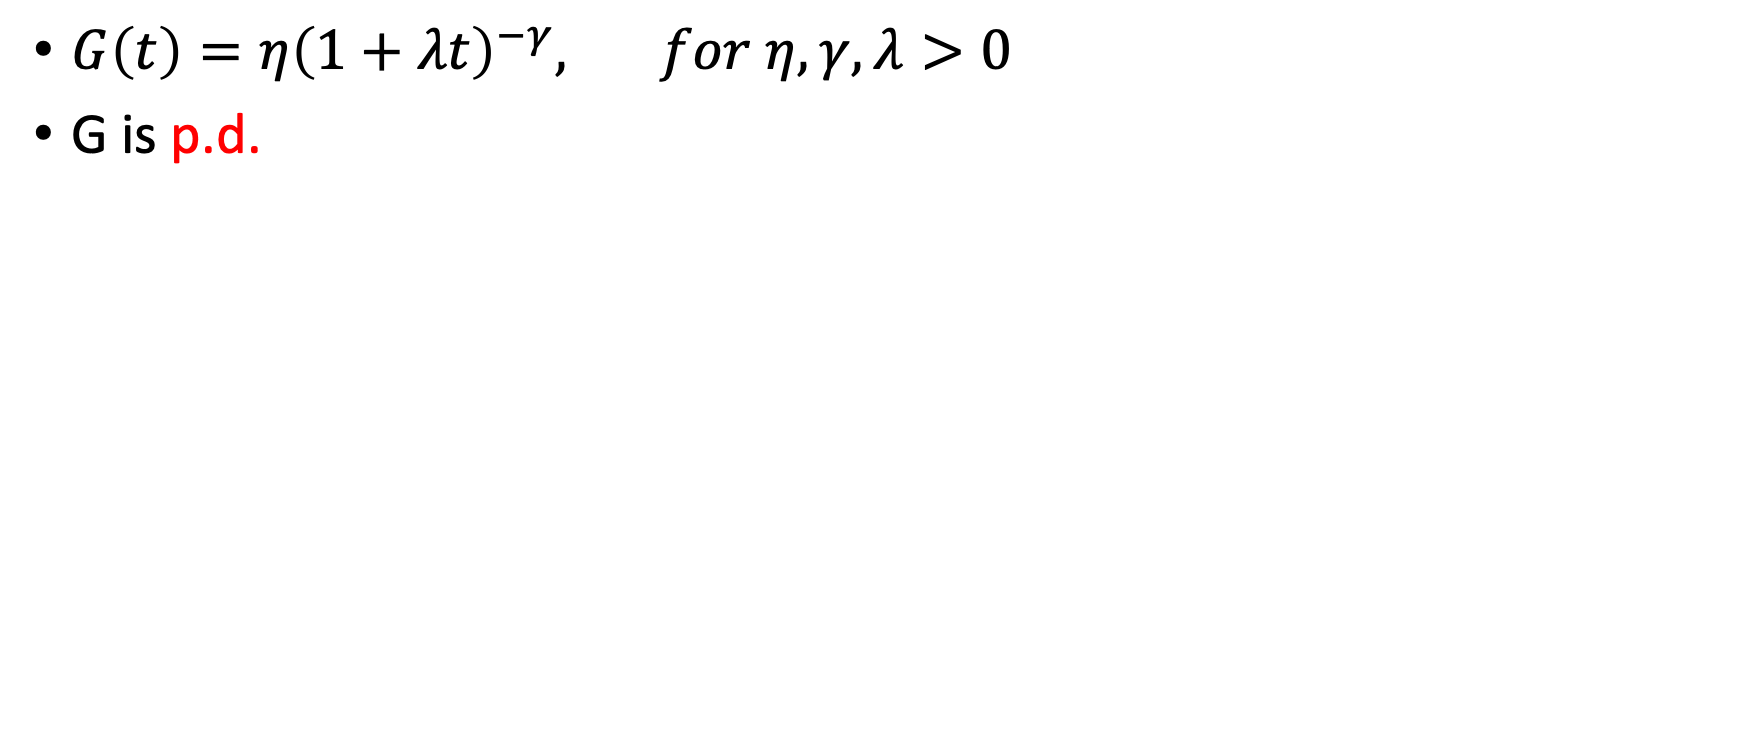 • G(t) = η(1 + λt)^{−γ}, for η, γ, λ > 0
• G is p.d.